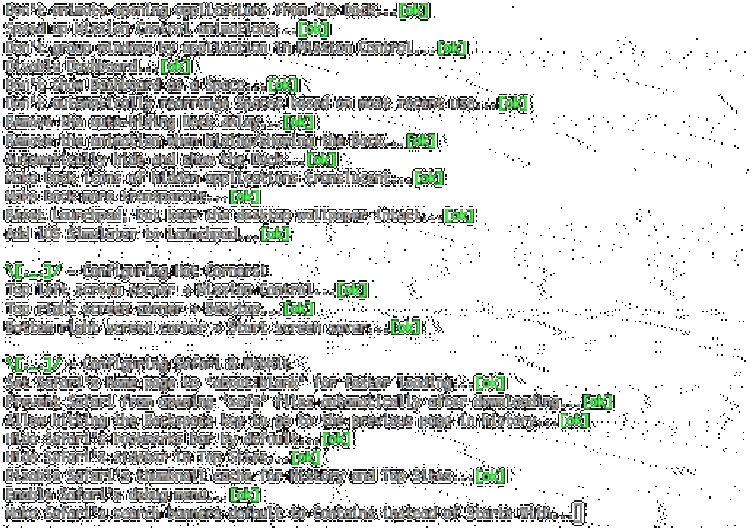 Don't animate opening applications from the Dock...[ok]
Speed up Mission Control animations...[ok]
Don't group windows by application in Mission Control...[ok]
Disable Dashboard...[ok]
Don't show Dashboard as a Space...[ok]
Don't automatically rearrange Spaces based on most recent use...[ok]
Remove the auto-hiding Dock delay...[ok]
Remove the animation when hiding/showing the Dock...[ok]
Automatically hide and show the Dock...[ok]
Make Dock icons of hidden applications translucent...[ok]
Make Dock more transparent...[ok]
Reset Launchpad, but keep the desktop wallpaper intact...[ok]
Add iOS Simulator to Launchpad...[ok]
\[._.]/ - Configuring Hot Corners
Top left screen corner → Mission Control...[ok]
Top right screen corner → Desktop...[ok]
Bottom right screen corner → Start screen saver...[ok]
\[._.]/ - Configuring Safari & WebKit
Set Safari's home page to 'about:blank' for faster loading...[ok]
Prevent Safari from opening 'safe' files automatically after downloading...[ok]
Allow hitting the Backspace key to go to the previous page in history...[ok]
Hide Safari's bookmarks bar by default...[ok]
Hide Safari's sidebar in Top Sites...[ok]
Disable Safari's thumbnail cache for History and Top Sites...[ok]
Enable Safari's debug menu...[ok]
Make Safari's search banners default to Contains instead of Starts With...